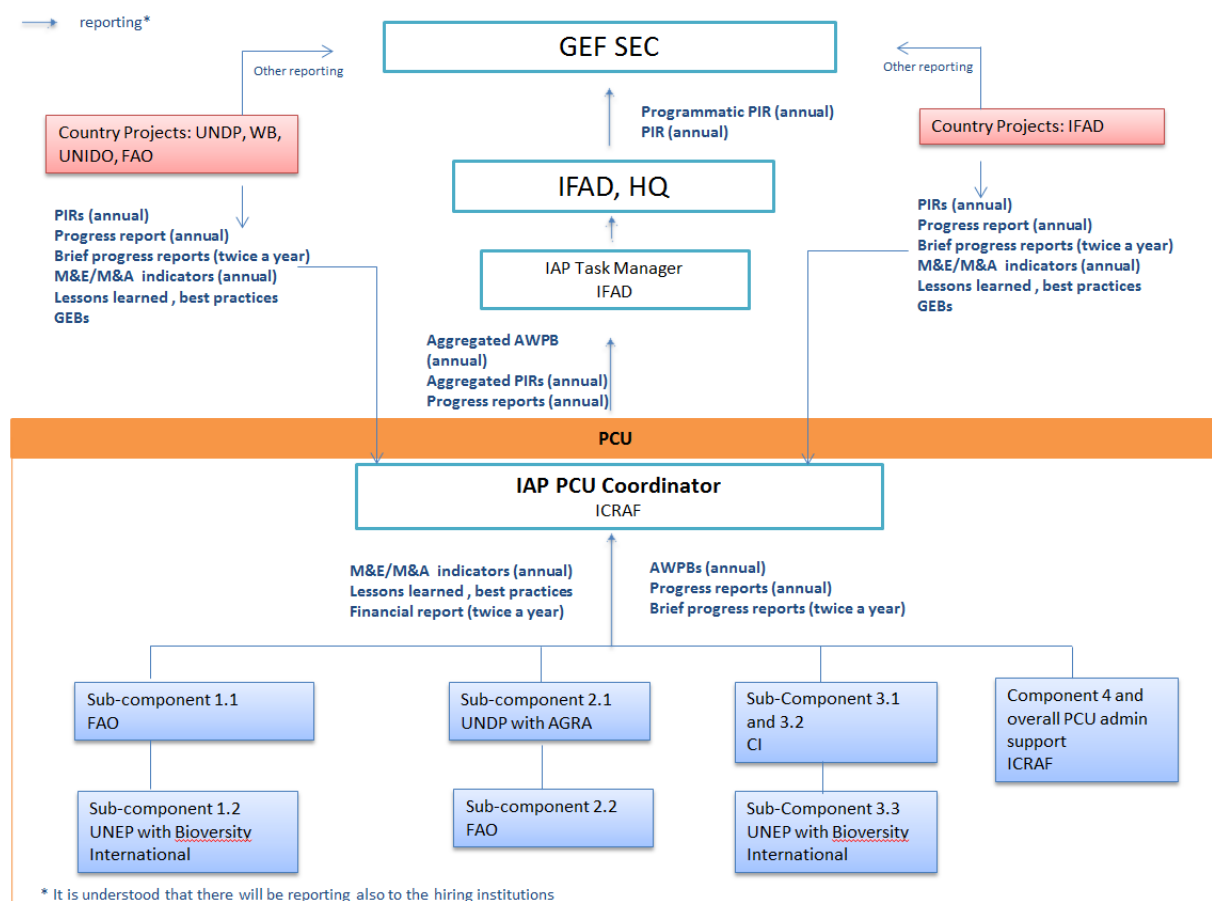 reporting*
GEF SEC
Other reporting
Other reporting
Programmatic PIR (annual)
PIR (annual)
Country Projects: UNDP, WB,
UNIDO, FAO
Country Projects: IFAD
IFAD, HQ
PIRs (annual)
Progress report (annual)
Brief progress reports (twice a year)
M&E/M&A  indicators (annual)
Lessons learned , best practices
GEBs
PIRs (annual)
Progress report (annual)
Brief progress reports (twice a year)
M&E/M&A  indicators (annual)
Lessons learned , best practices
GEBs
IAP Task Manager
IFAD
Aggregated AWPB
(annual)
Aggregated PIRs (annual)
Progress reports (annual)
PCU
IAP PCU Coordinator
ICRAF
M&E/M&A  indicators (annual)
Lessons learned , best practices
Financial report (twice a year)
AWPBs (annual)
Progress reports (annual)
Brief progress reports (twice a year)
Sub-component 1.1
FAO
Sub-component 2.1
UNDP with AGRA
Sub-Component 3.1
and 3.2
CI
Component 4 and
overall PCU admin
support
ICRAF
Sub-component 1.2
UNEP with Bioversity
International
Sub-component 2.2
FAO
Sub-Component 3.3
UNEP with Bioversity
International
* It is understood that there will be reporting also to the hiring institutions